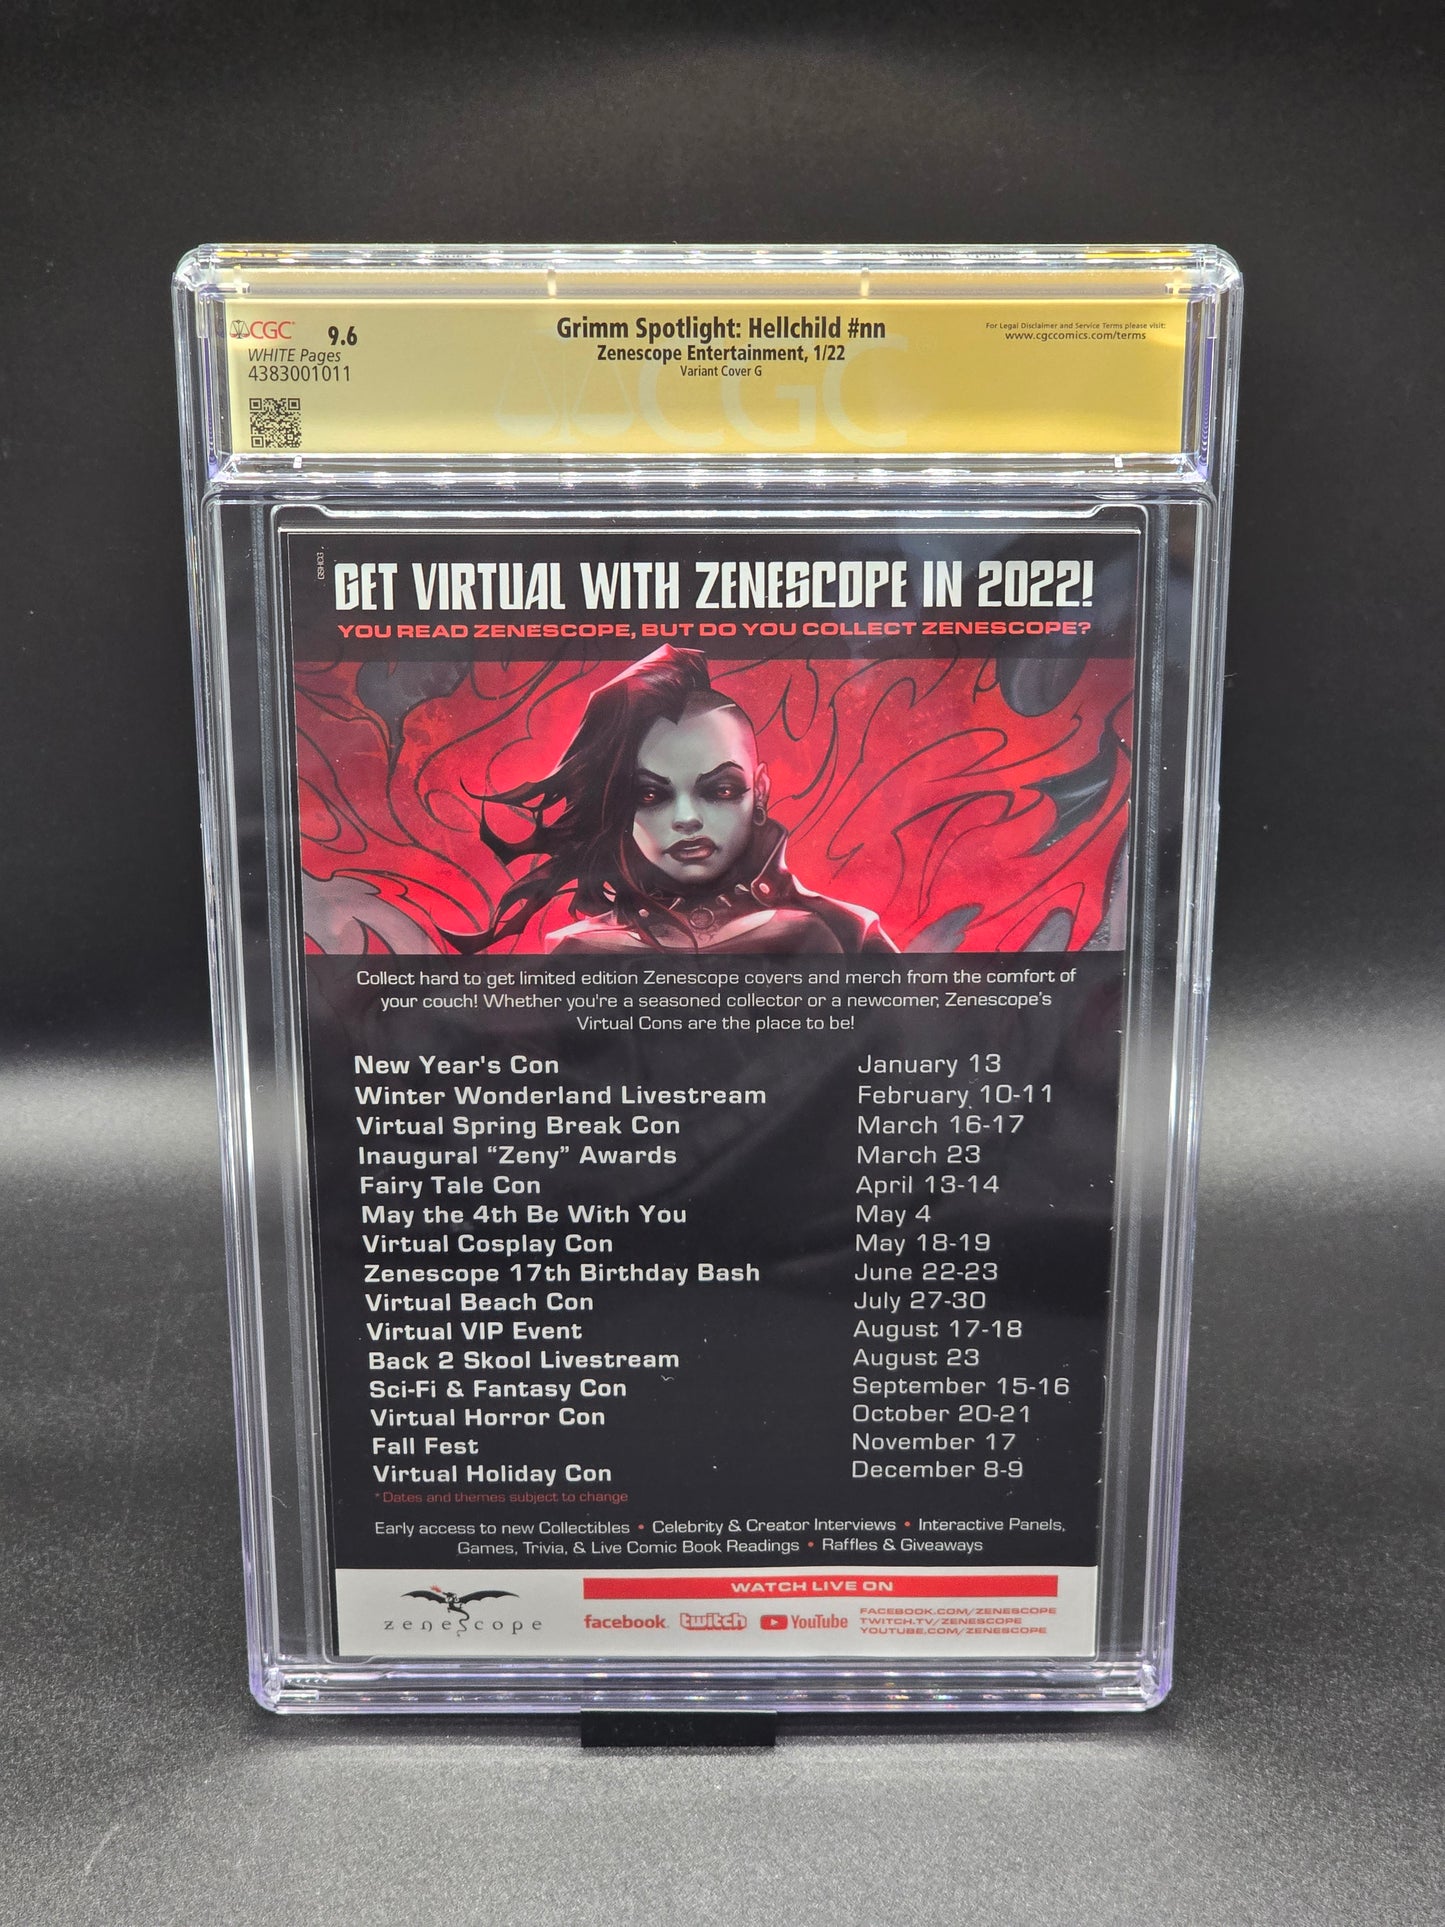 CGC 9.6
WHITE Pages
4383001011
Grimm Spotlight: Hellchild #nn
Zenescope Entertainment, 1/22
Variant Cover G
For Legal Disclaimer and Service Terms please visit:
www.cgccomics.com/terms
CGC
GSHCG
GET VIRTUAL WITH ZENESCOPE IN 2022!
YOU READ ZENESCOPE, BUT DO YOU COLLECT ZENESCOPE?
Collect hard to get limited edition Zenescope covers and merch from the comfort of
your couch! Whether you're a seasoned collector or a newcomer, Zenescope's
Virtual Cons are the place to be!
New Year's Con January 13
Winter Wonderland Livestream February 10-11
Virtual Spring Break Con March 16-17
Inaugural “Zeny” Awards March 23
Fairy Tale Con April 13-14
May the 4th Be With You May 4
Virtual Cosplay Con May 18-19
Zenescope 17th Birthday Bash June 22-23
Virtual Beach Con July 27-30
Virtual VIP Event August 17-18
Back 2 Skool Livestream August 23
Sci-Fi & Fantasy Con September 15-16
Virtual Horror Con October 20-21
Fall Fest November 17
Virtual Holiday Con December 8-9
*Dates and themes subject to change
Early access to new Collectibles • Celebrity & Creator Interviews • Interactive Panels,
Games, Trivia, & Live Comic Book Readings • Raffles & Giveaways
zenescope
WATCH LIVE ON
facebook twitch YouTube
FACEBOOK.COM/ZENESCOPE
TWITCH.TV/ZENESCOPE
YOUTUBE.COM/ZENESCOPE